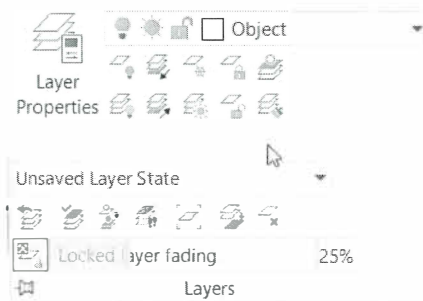 Object
Layer
Properties
Unsaved Layer State
Locked layer fading 25%
Layers